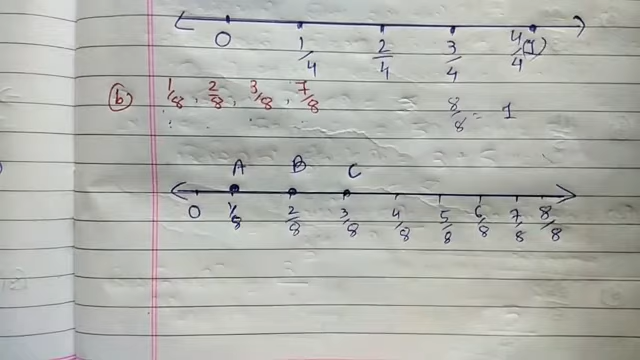 0 1/4 2/4 3/4 4/4(1)
(b) 1/8, 2/8, 3/8, 7/8 8/8 = 1
A B C
0 1/8 2/8 3/8 4/8 5/8 6/8 7/8 8/8